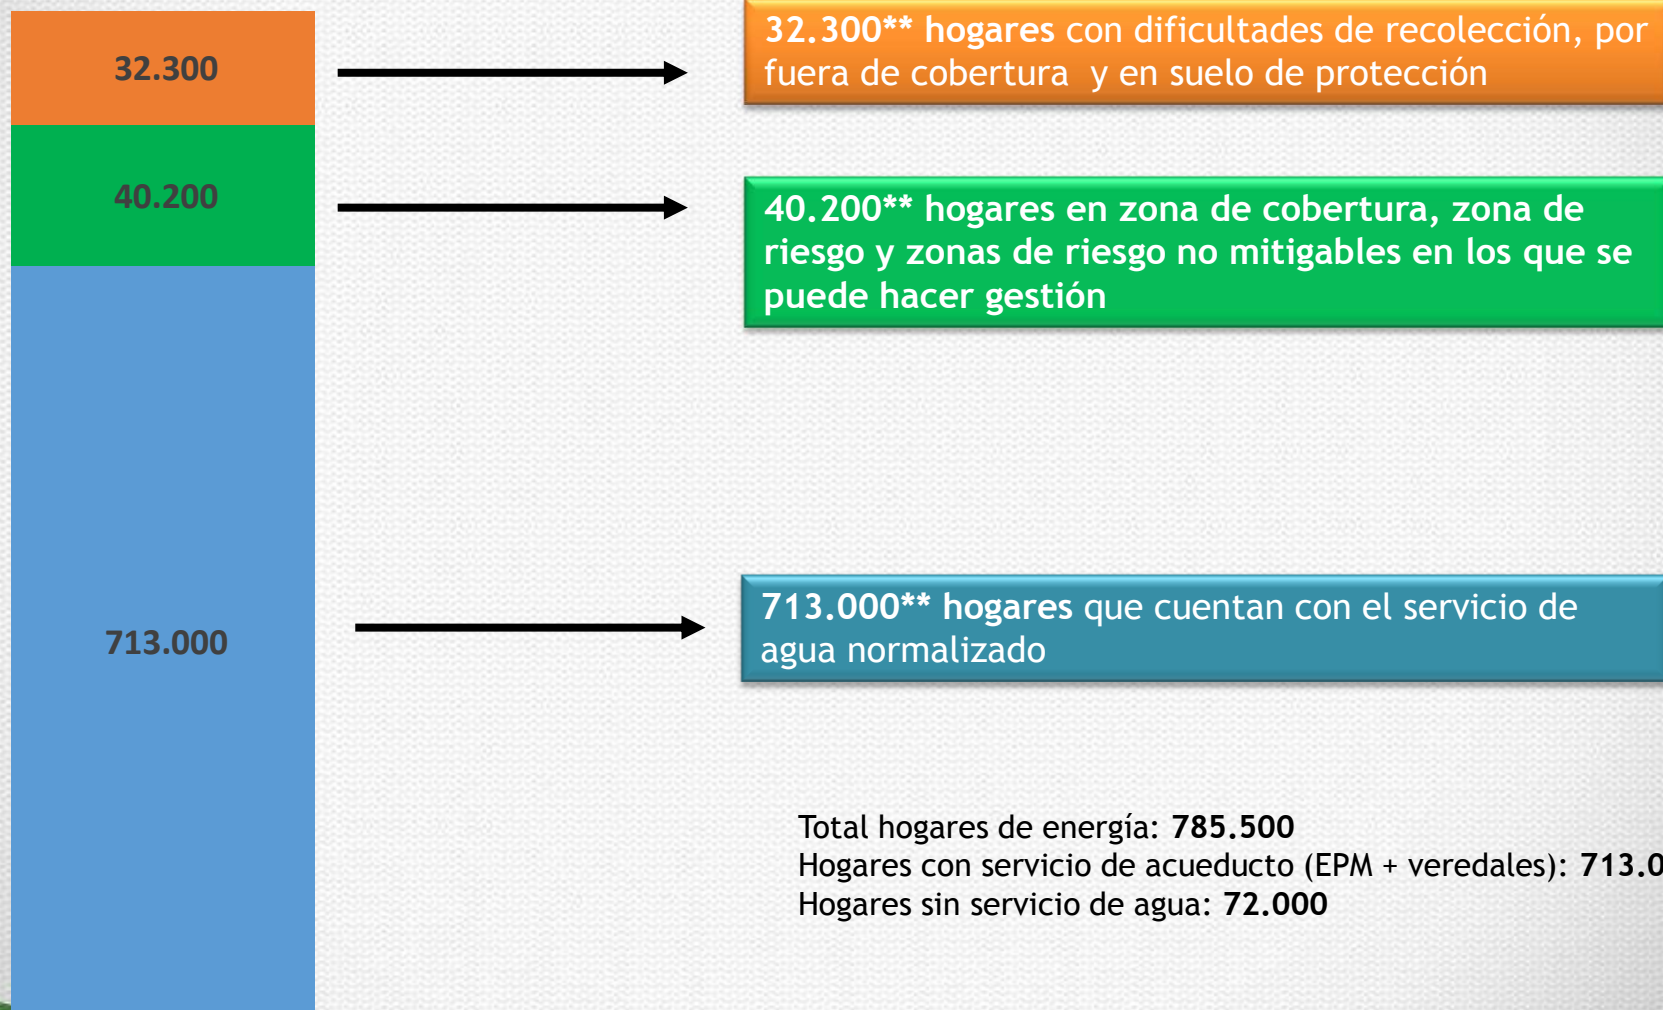 32.300
32.300** hogares con dificultades de recolección, por
fuera de cobertura y en suelo de protección
40.200
40.200** hogares en zona de cobertura, zona de
riesgo y zonas de riesgo no mitigables en los que se
puede hacer gestión
713.000
713.000** hogares que cuentan con el servicio de
agua normalizado
Total hogares de energía: 785.500
Hogares con servicio de acueducto (EPM + veredales): 713.0
Hogares sin servicio de agua: 72.000